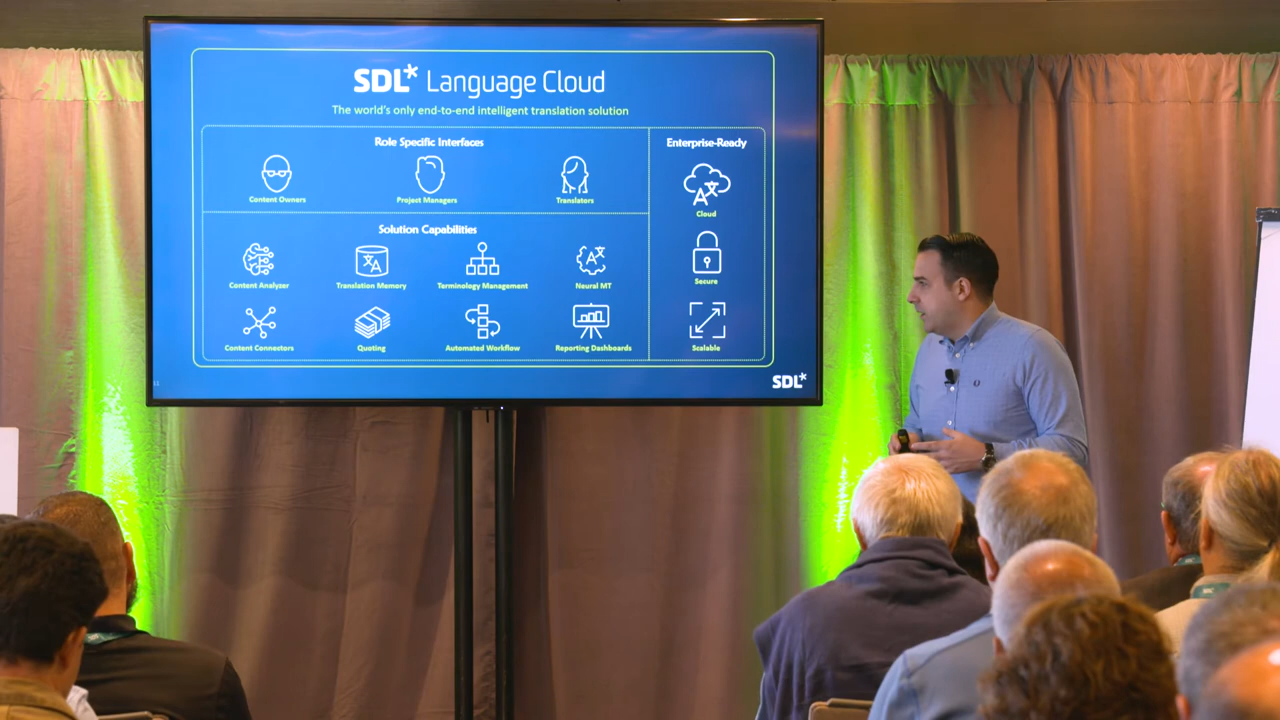 SDL* Language Cloud
The world's only end-to-end intelligent translation solution
Role Specific Interfaces
Content Owners
Project Managers
Translators
Solution Capabilities
Content Analyzer
Translation Memory
Terminology Management
Neural MT
Content Connectors
Quoting
Automated Workflow
Reporting Dashboards
Enterprise-Ready
Cloud
Secure
Scalable
SDL*